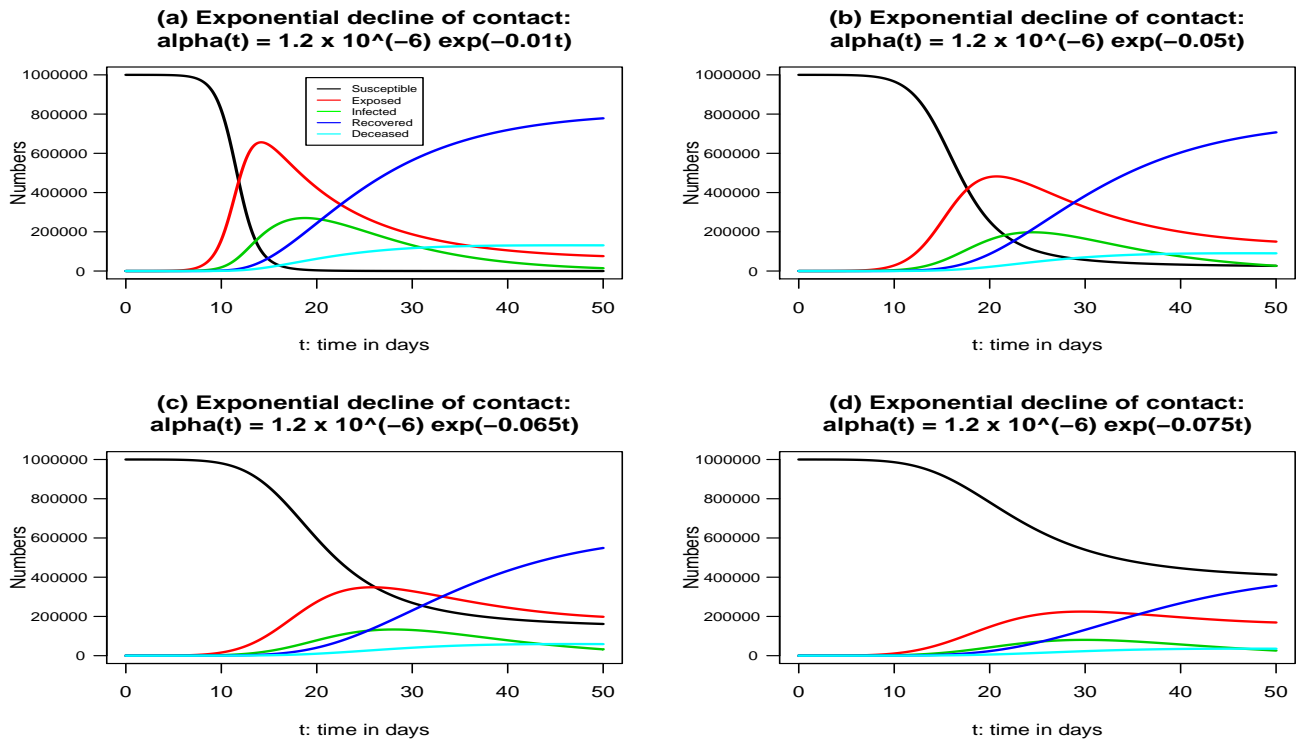 (a) Exponential decline of contact:
alpha(t) = 1.2 x 10^(−6) exp(−0.01t)
1000000
800000
600000
400000
200000
0
Numbers
Susceptible
Exposed
Infected
Recovered
Deceased
0 10 20 30 40 50
t: time in days
(b) Exponential decline of contact:
alpha(t) = 1.2 x 10^(−6) exp(−0.05t)
1000000
800000
600000
400000
200000
0
Numbers
0 10 20 30 40 50
t: time in days
(c) Exponential decline of contact:
alpha(t) = 1.2 x 10^(−6) exp(−0.065t)
1000000
800000
600000
400000
200000
0
Numbers
0 10 20 30 40 50
t: time in days
(d) Exponential decline of contact:
alpha(t) = 1.2 x 10^(−6) exp(−0.075t)
1000000
800000
600000
400000
200000
0
Numbers
0 10 20 30 40 50
t: time in days